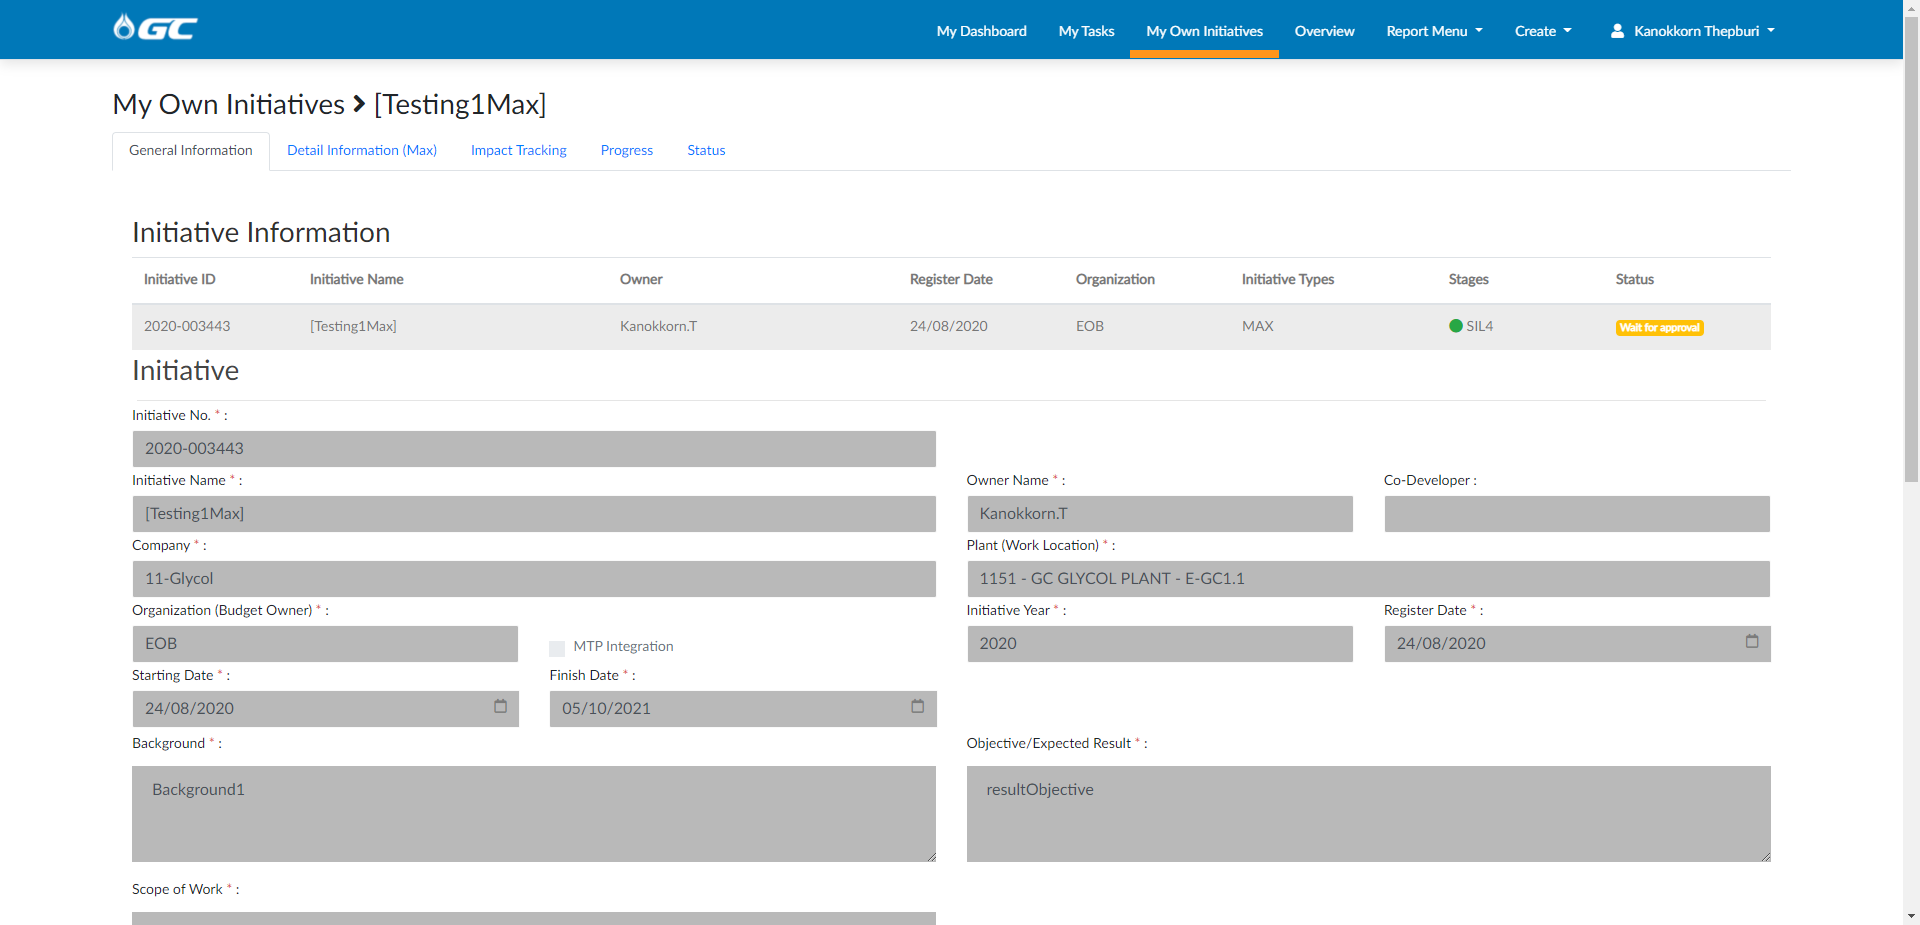 GC
My Dashboard My Tasks My Own Initiatives Overview Report Menu Create Kanokkorn Thepburi
My Own Initiatives > [Testing1Max]
General Information Detail Information (Max) Impact Tracking Progress Status
Initiative Information
Initiative ID Initiative Name Owner Register Date Organization Initiative Types Stages Status
2020-003443 [Testing1Max] Kanokkorn.T 24/08/2020 EOB MAX SIL4 Wait for approval
Initiative
Initiative No. * :
2020-003443
Initiative Name * : Owner Name * : Co-Developer :
[Testing1Max] Kanokkorn.T
Company * : Plant (Work Location) * :
11-Glycol 1151 - GC GLYCOL PLANT - E-GC1.1
Organization (Budget Owner) * : Initiative Year * : Register Date * :
EOB MTP Integration 2020 24/08/2020
Starting Date * : Finish Date * :
24/08/2020 05/10/2021
Background * : Objective/Expected Result * :
Background1 resultObjective
Scope of Work * :